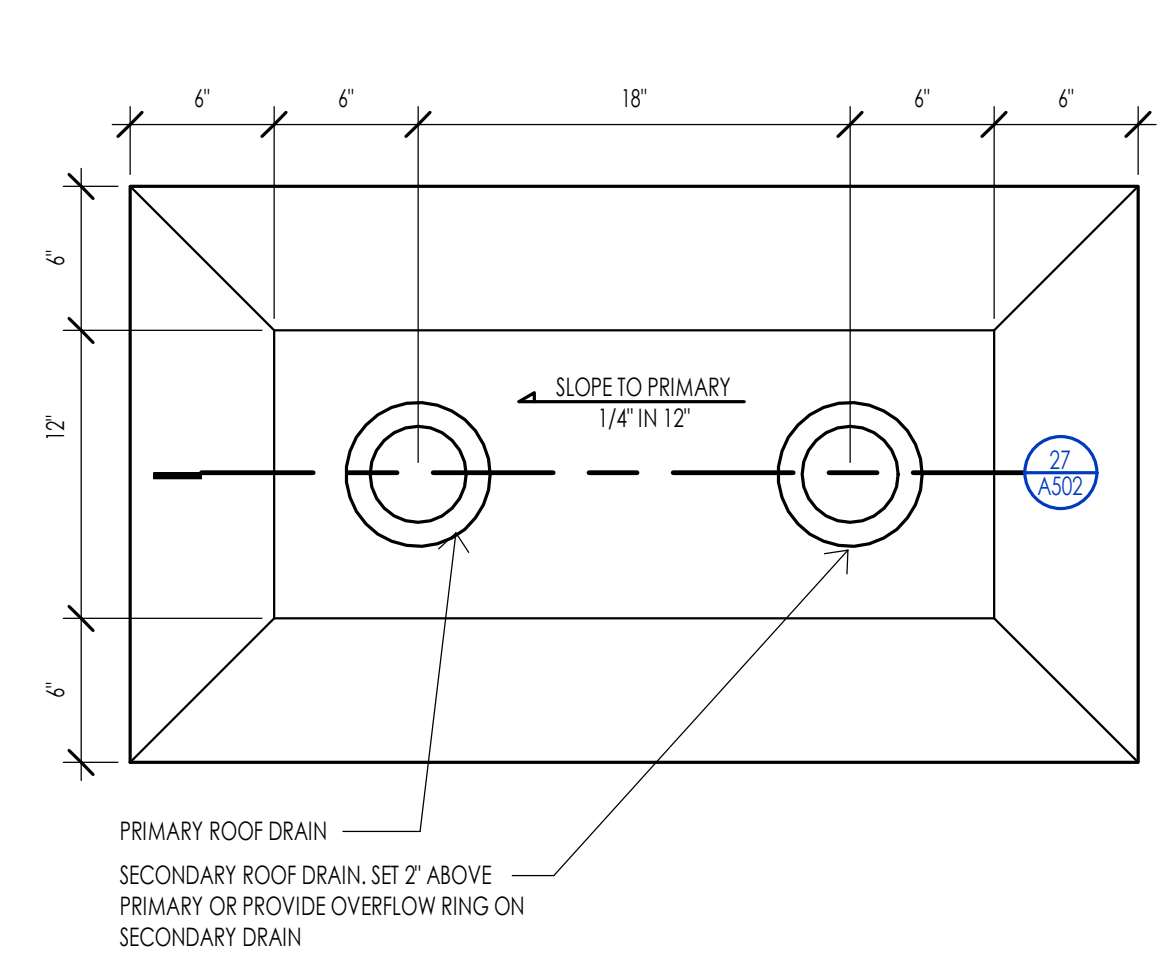 6"
6"
18"
6"
6"
6"
12"
6"
SLOPE TO PRIMARY
1/4" IN 12"
27
A502
PRIMARY ROOF DRAIN
SECONDARY ROOF DRAIN. SET 2" ABOVE
PRIMARY OR PROVIDE OVERFLOW RING ON
SECONDARY DRAIN